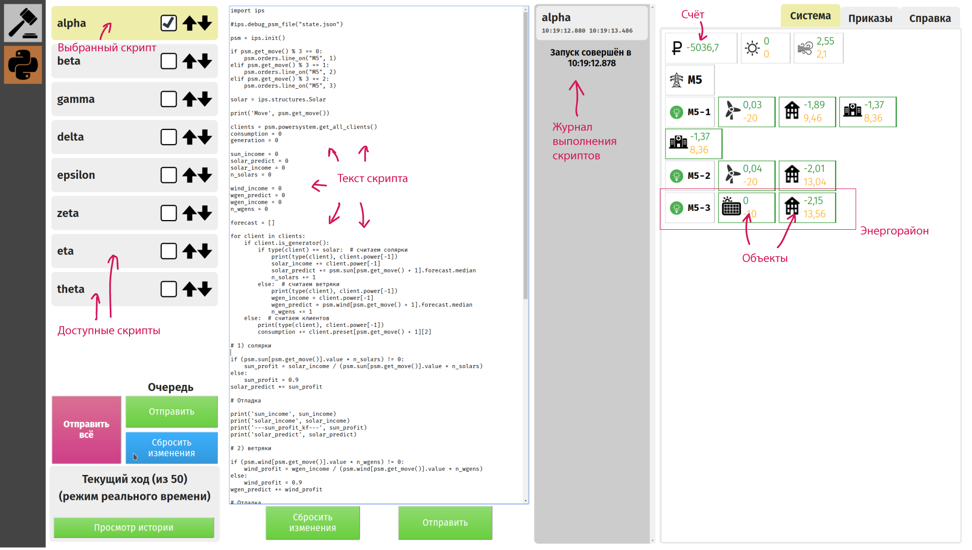 alpha
Выбранный скрипт
beta
gamma
delta
epsilon
zeta
eta
theta
Доступные скрипты
Очередь
Отправить всё
Отправить
Сбросить изменения
Текущий ход (из 50)
(режим реального времени)
Просмотр истории
import ips
#ips.debug_psm_file("state.json")
psm = ips.init()
if psm.get_move() % 3 == 0:
    psm.orders.line_on("M5", 1)
elif psm.get_move() % 3 == 1:
    psm.orders.line_on("M5", 2)
elif psm.get_move() % 3 == 2:
    psm.orders.line_on("M5", 3)
solar = ips.structures.Solar
print('Move', psm.get_move())
clients = psm.powersystem.get_all_clients()
consumption = 0
generation = 0
sun_income = 0
solar_predict = 0
solar_income = 0
n_solars = 0
wind_income = 0
wgen_predict = 0
wgen_income = 0
n_wgens = 0
forecast = []
for client in clients:
    if client.is_generator():
        if type(client) == solar:  # считаем солярки
            print(type(client), client.power[-1])
            solar_income += client.power[-1]
            solar_predict += psm.sun[psm.get_move() + 1].forecast.median
            n_solars += 1
        else:  # считаем ветряки
            print(type(client), client.power[-1])
            wgen_income = client.power[-1]
            wgen_predict = psm.wind[psm.get_move() + 1].forecast.median
            n_wgens += 1
    else:  # считаем клиентов
        print(type(client), client.power[-1])
        consumption += client.preset[psm.get_move() + 1][2]
# 1) солярки
if (psm.sun[psm.get_move()].value * n_solars) != 0:
    sun_profit = solar_income / (psm.sun[psm.get_move()].value * n_solars)
else:
    sun_profit = 0.9
solar_predict *= sun_profit
# Отладка
print('sun_income', sun_income)
print('solar_income', solar_income)
print('---sun_profit_kf---', sun_profit)
print('solar_predict', solar_predict)
# 2) ветряки
if (psm.wind[psm.get_move()].value * n_wgens) != 0:
    wind_profit = wgen_income / (psm.wind[psm.get_move()].value * n_wgens)
else:
    wind_profit = 0.9
wgen_predict *= wind_profit
# Отладка
Текст скрипта
Сбросить изменения
Отправить
alpha
10:19:12.880 10:19:13.486
Запуск совершён в
10:19:12.878
Журнал
выполнения
скриптов
Счёт
Система
Приказы
Справка
₽ -5036,7
0
0
2,55
2,1
M5
M5-1
0,03
-20
-1,89
9,46
-1,37
8,36
-1,37
8,36
M5-2
0,04
-20
-2,01
13,04
M5-3
0
-2,15
13,56
Энергорайон
Объекты